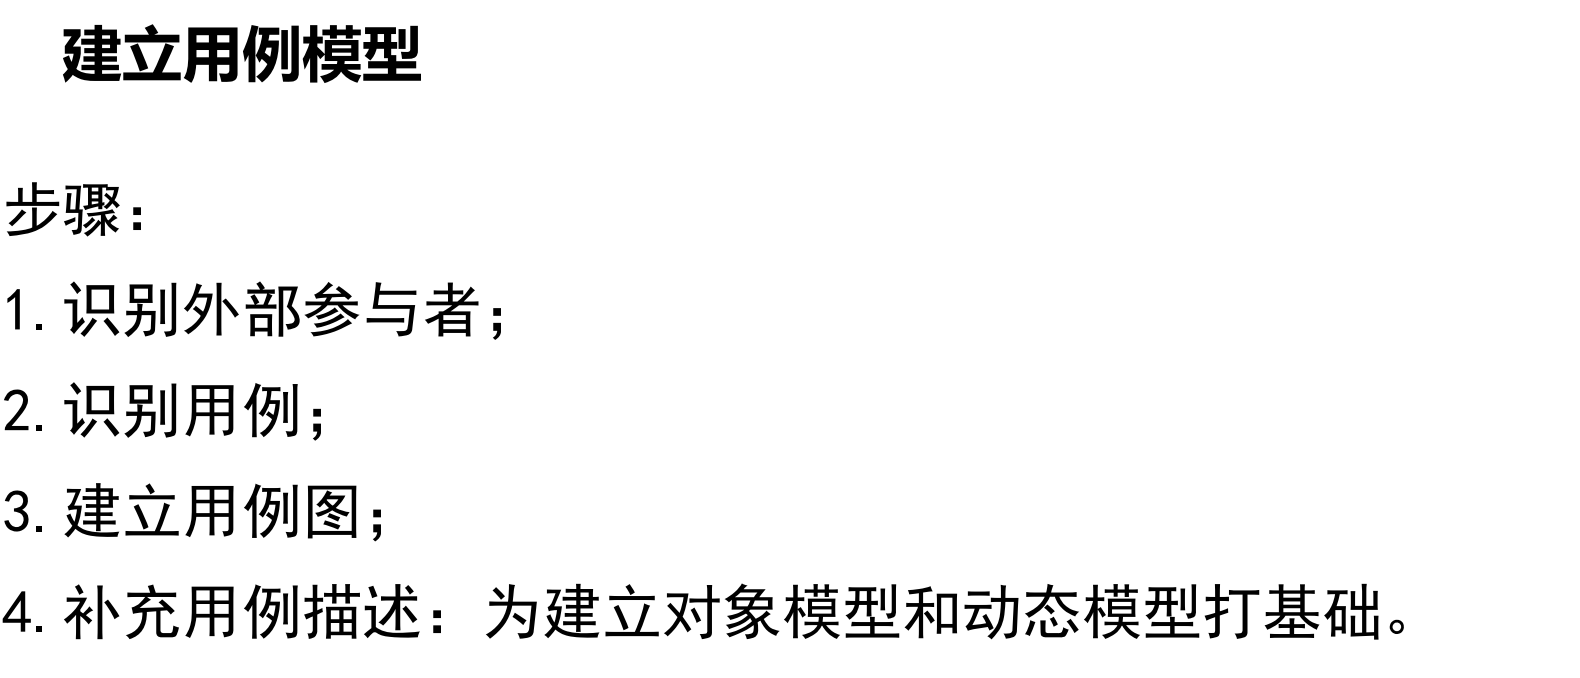 建立用例模型
步骤：
1.识别外部参与者；
2.识别用例；
3.建立用例图；
4.补充用例描述：为建立对象模型和动态模型打基础。